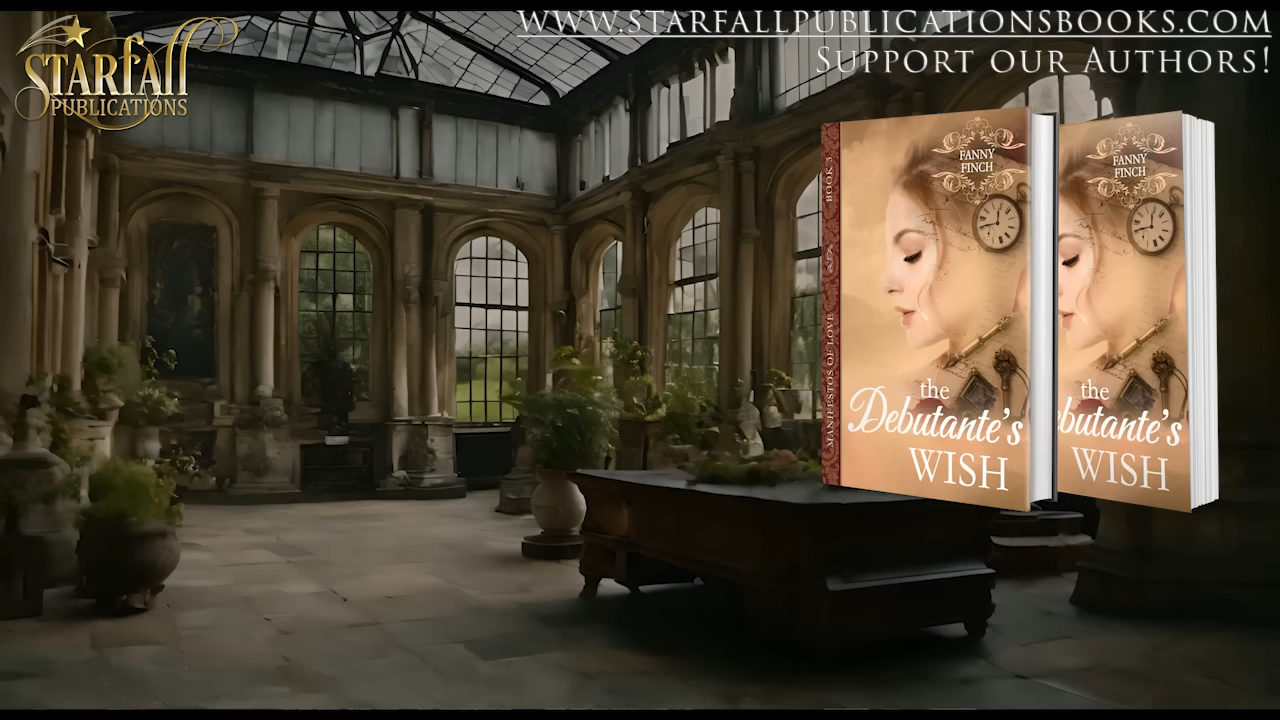 STARfall
PUBLICATIONS
WWW.STARFALLPUBLICATIONSBOOKS.COM
SUPPORT OUR AUTHORS!
BOOK 3
MANIFESTOS OF LOVE
FANNY
FINCH
the
Debutante's
WISH
FANNY
FINCH
the
ebutante's
WISH